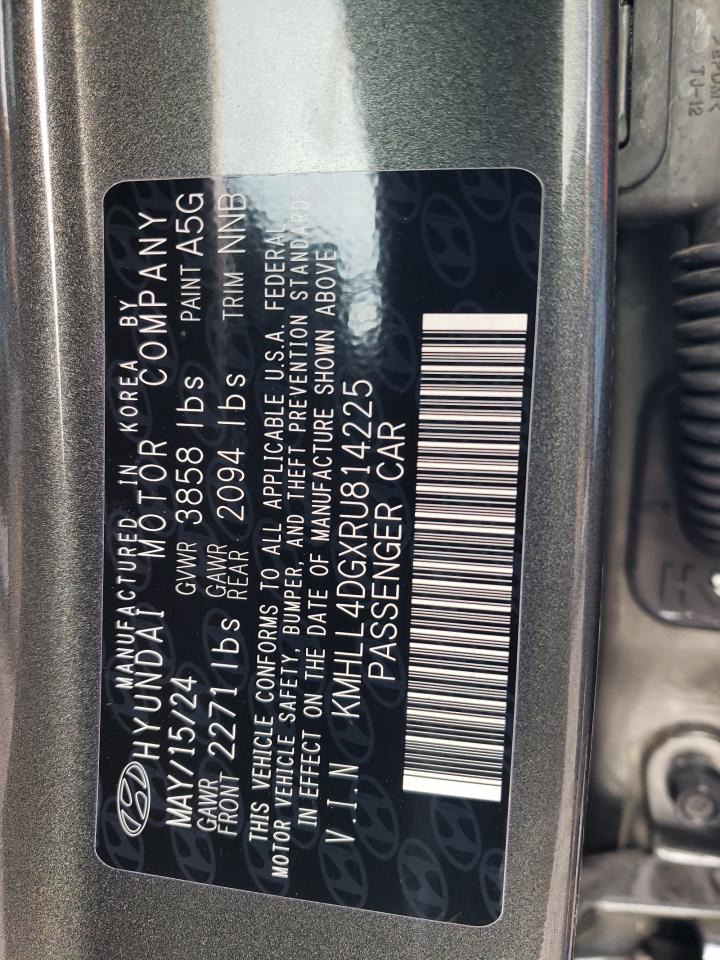 MANUFACTURED IN KOREA BY
HYUNDAI MOTOR COMPANY
MAY/15/24 GVWR 3858 lbs PAINT A5G
GAWR FRONT 2271 lbs GAWR REAR 2094 lbs TRIM NNB
THIS VEHICLE CONFORMS TO ALL APPLICABLE U.S.A. FEDERAL
MOTOR VEHICLE SAFETY, BUMPER, AND THEFT PREVENTION STANDARDS
IN EFFECT ON THE DATE OF MANUFACTURE SHOWN ABOVE
V.I.N KMHLL4DGXRU814225
PASSENGER CAR
TJ-12